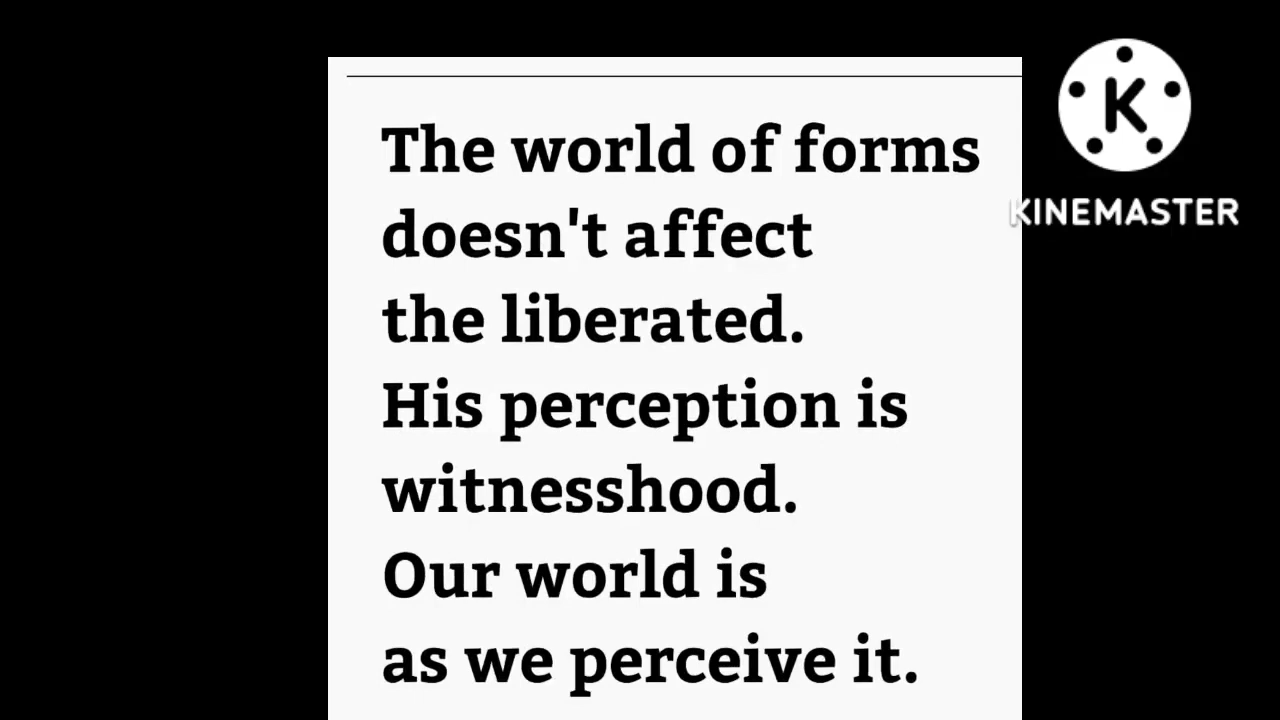 The world of forms
doesn't affect
the liberated.
His perception is
witnesshood.
Our world is
as we perceive it.
K
KINEMASTER